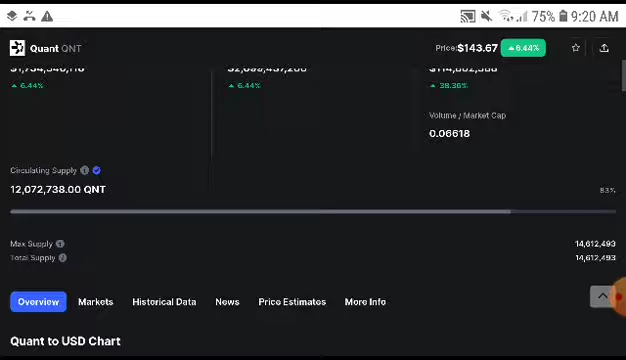 75% 9:20 AM
Quant QNT Price: $143.67 6.44%
6.44% 6.44% 38.36%
Volume / Market Cap
0.06618
Circulating Supply
12,072,738.00 QNT
83%
Max Supply 14,612,493
Total Supply 14,612,493
Overview Markets Historical Data News Price Estimates More Info
Quant to USD Chart